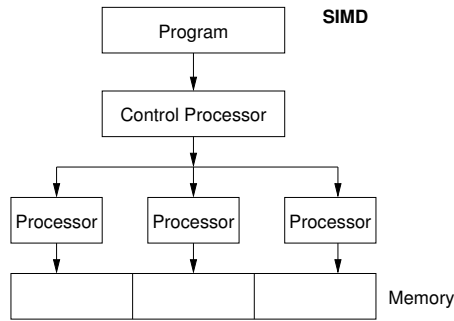 SIMD
Program
Control Processor
Processor
Processor
Processor
Memory